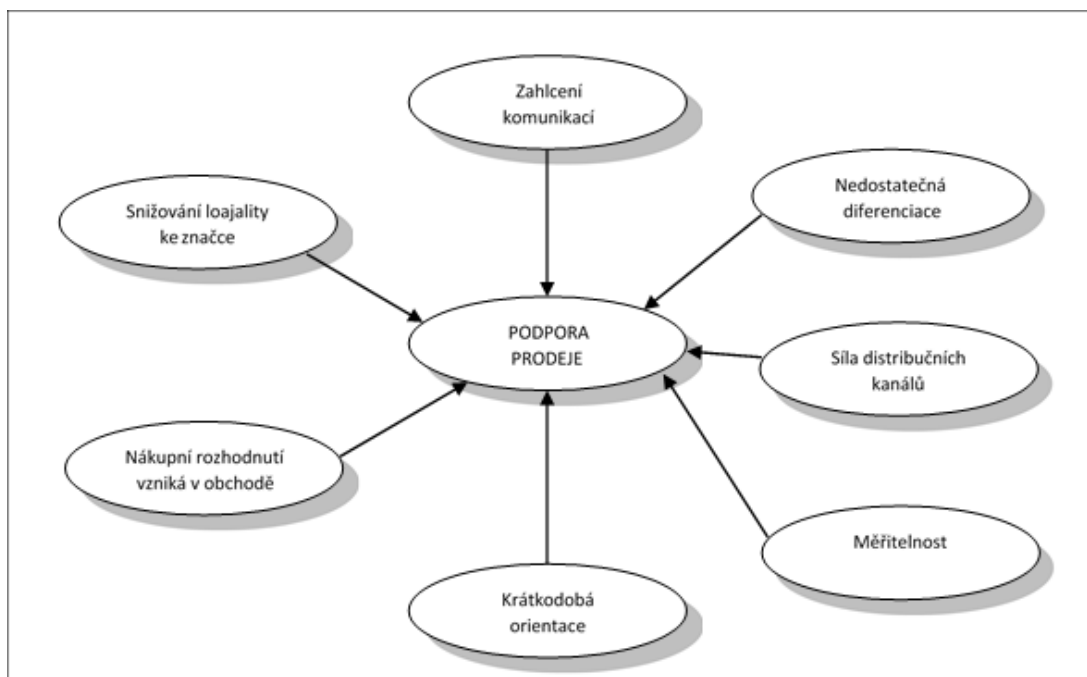 Zahlcení
komunikací
Nedostatečná
diferenciace
Snižování loajality
ke značce
PODPORA
PRODEJE
Síla distribučních
kanálů
Nákupní rozhodnutí
vzniká v obchodě
Měřitelnost
Krátkodobá
orientace